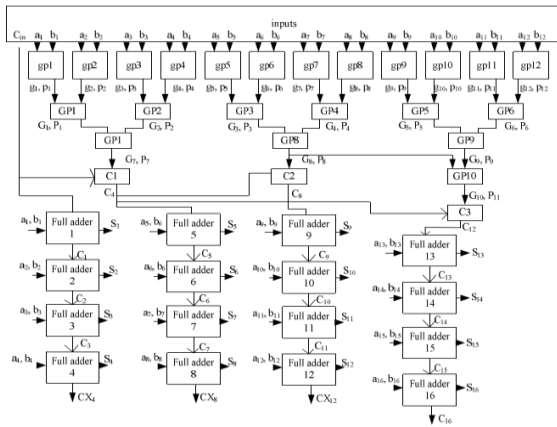 inputs
Cin a1 b1 a2 b2 a3 b3 a4 b4 a5 b5 a6 b6 a7 b7 a8 b8 a9 b9 a10 b10 a11 b11 a12 b12
gp1 gp2 gp3 gp4 gp5 gp6 gp7 gp8 gp9 gp10 gp11 gp12
g1, p1 g2, p2 g3, p3 g4, p4 g5, p5 g6, p6 g7, p7 g8, p8 g9, p9 g10, p10 g11, p11 g12, p12
GP1 GP2 GP3 GP4 GP5 GP6
G1, P1 G2, P2 G3, P3 G4, P4 G5, P5 G6, P6
GP1 GP8 GP9
G7, P7 G8, P8 G9, P9
C1 C2 GP10
C4 C8 G10, P11
C3
C12
a1, b1 Full adder 1 S1
a5, b6 Full adder 5 S5
a9, b9 Full adder 9 S9
a13, b13 Full adder 13 S13
C1 C5 C9 C13
a2, b2 Full adder 2 S2
a6, b6 Full adder 6 S6
a10, b10 Full adder 10 S10
a14, b14 Full adder 14 S14
C2 C6 C10 C14
a3, b3 Full adder 3 S3
a7, b7 Full adder 7 S7
a11, b11 Full adder 11 S11
a15, b15 Full adder 15 S15
C3 C7 C11 C15
a4, b4 Full adder 4 S4
a8, b8 Full adder 8 S8
a12, b12 Full adder 12 S12
a16, b16 Full adder 16 S16
CX4 CX8 CX12 C16